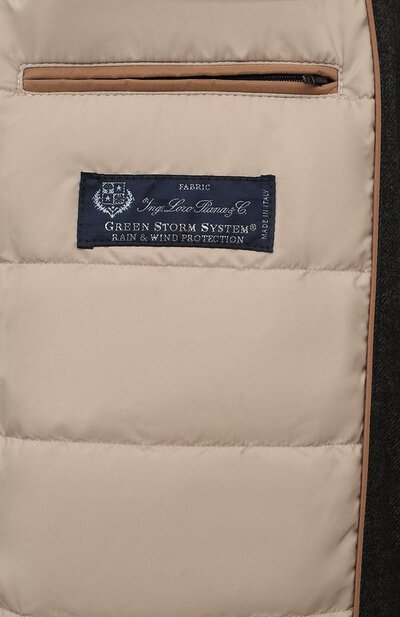 FABRIC
Ing. Loro Piana & C.
GREEN STORM SYSTEM®
RAIN & WIND PROTECTION
MADE IN ITALY